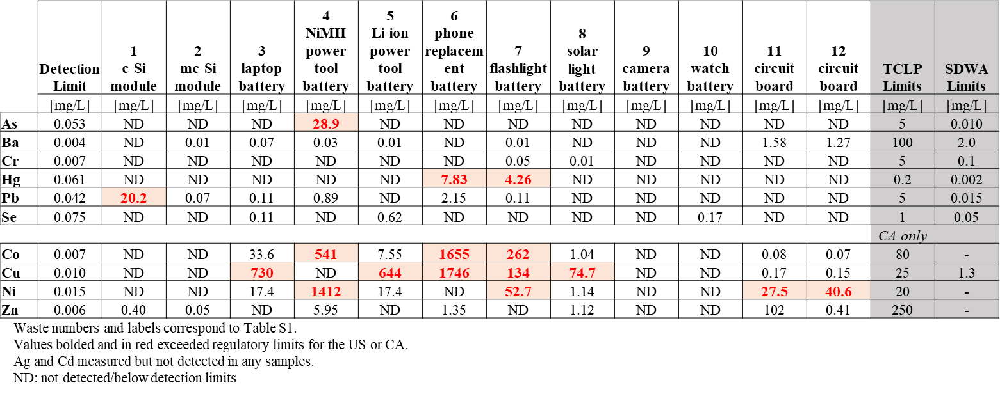 Detection Limit 1 c-Si module 2 mc-Si module 3 laptop battery 4 NiMH power tool battery 5 Li-ion power tool battery 6 phone replacem ent battery 7 flashlight battery 8 solar light battery 9 camera battery 10 watch battery 11 circuit board 12 circuit board TCLP Limits SDWA Limits
[mg/L] [mg/L] [mg/L] [mg/L] [mg/L] [mg/L] [mg/L] [mg/L] [mg/L] [mg/L] [mg/L] [mg/L] [mg/L] [mg/L] [mg/L]
As 0.053 ND ND ND 28.9 ND ND ND ND ND ND ND ND 5 0.010
Ba 0.004 ND 0.01 0.07 0.03 0.01 ND 0.01 ND ND ND 1.58 1.27 100 2.0
Cr 0.007 ND ND ND ND ND ND 0.05 0.01 ND ND ND ND 5 0.1
Hg 0.061 ND ND ND ND ND 7.83 4.26 ND ND ND ND ND 0.2 0.002
Pb 0.042 20.2 0.07 0.11 0.89 ND 2.15 0.11 ND ND ND ND ND 5 0.015
Se 0.075 ND ND 0.11 ND 0.62 ND ND ND ND 0.17 ND ND 1 0.05
CA only
Co 0.007 ND ND 33.6 541 7.55 1655 262 1.04 ND ND 0.08 0.07 80 -
Cu 0.010 ND ND 730 ND 644 1746 134 74.7 ND ND 0.17 0.15 25 1.3
Ni 0.015 ND ND 17.4 1412 17.4 ND 52.7 1.14 ND ND 27.5 40.6 20 -
Zn 0.006 0.40 0.05 ND 5.95 ND 1.35 ND 1.12 ND ND 102 0.41 250 -
Waste numbers and labels correspond to Table S1.
Values bolded and in red exceeded regulatory limits for the US or CA.
Ag and Cd measured but not detected in any samples.
ND: not detected/below detection limits